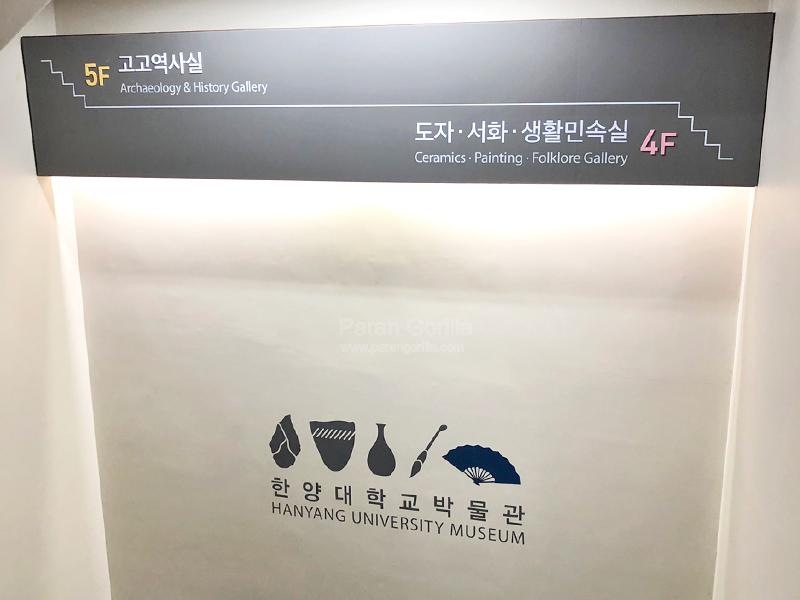 5F 고고역사실
Archaeology & History Gallery
도자·서화·생활민속실 4F
Ceramics · Painting · Folklore Gallery
Paran Gorilla
www.parangorilla.com
한양대학교박물관
HANYANG UNIVERSITY MUSEUM